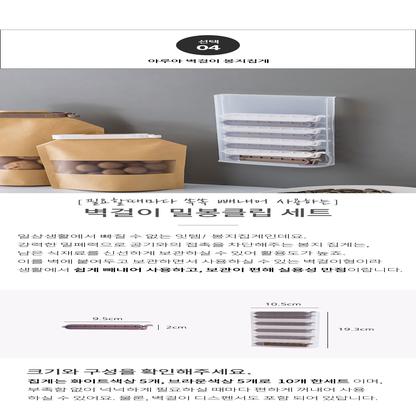 선택
04
아루아 벽걸이 봉지집게
[필요할때마다 쏙쏙 빼내어 사용하는]
벽걸이 밀봉클립 세트
일상생활에서 빠질 수 없는 잇템/ 봉지집게인데요.
강력한 밀폐력으로 공기와의 접촉을 차단해주는 봉지 집게는,
남은 식재료를 신선하게 보관하실 수 있어 활용도가 높죠.
이를 벽에 붙여두고 보관하면서 사용하실 수 있는 벽걸이형이라
생활에서 쉽게 빼내어 사용하고, 보관이 편해 실용성 만점이랍니다.
10.5cm
9.5cm
2cm
19.3cm
크기와 구성을 확인해주세요.
집게는 화이트색상 5개, 브라운색상 5개로 10개 한세트 이며,
부족함 없이 넉넉하게 필요하실 때마다 편하게 꺼내어 사용
하실 수 있어요. 물론, 벽걸이 디스펜서도 포함 되어 있답니다.